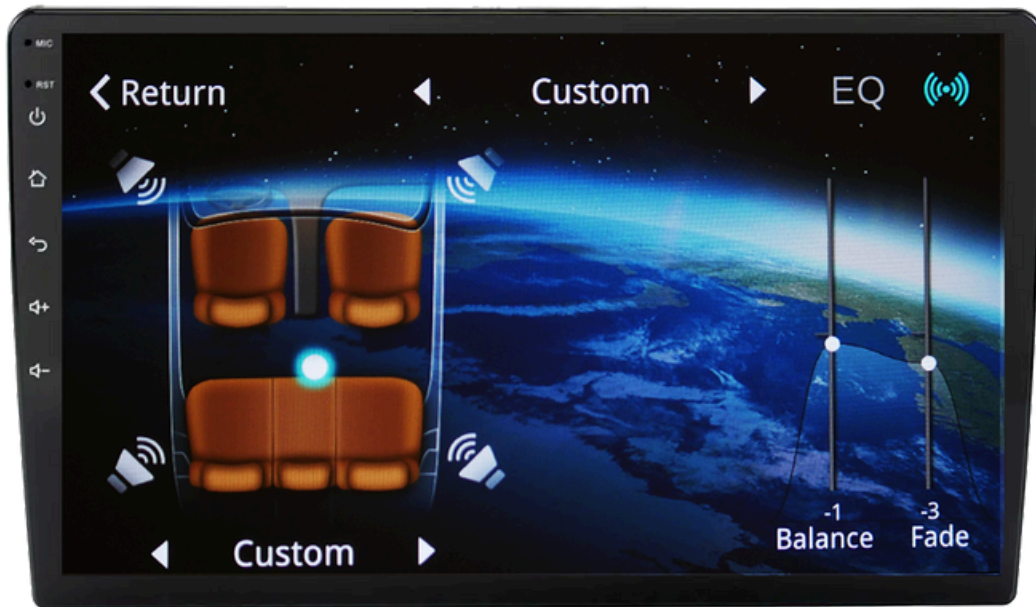 MIC
RST
Return
Custom
EQ
-1
-3
Balance
Fade
Custom